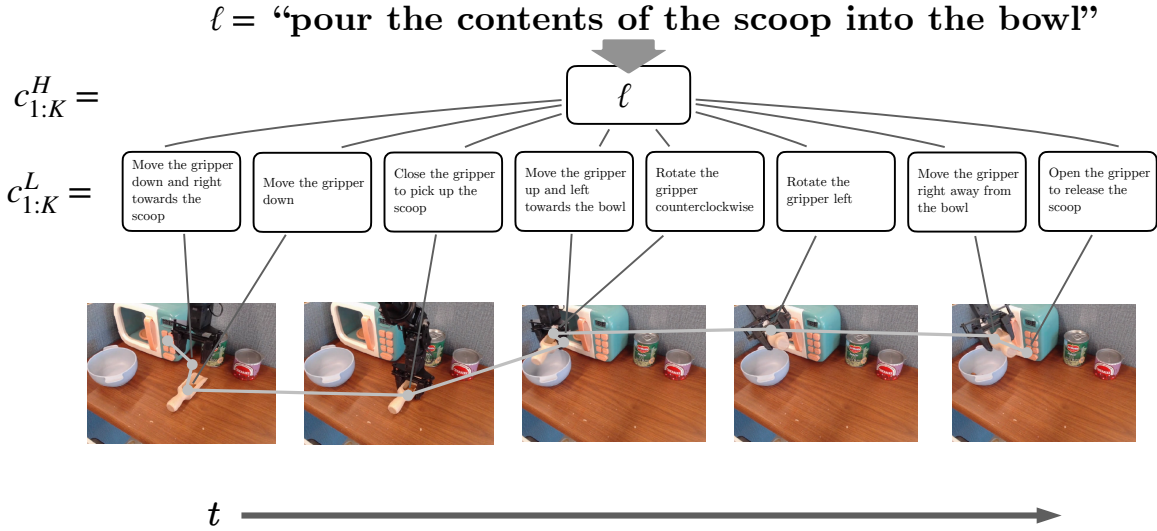 ℓ = “pour the contents of the scoop into the bowl”
c^H_{1:K} =
ℓ
c^L_{1:K} =
Move the gripper
down and right
towards the
scoop
Move the gripper
down
Close the gripper
to pick up the
scoop
Move the gripper
up and left
towards the bowl
Rotate the
gripper
counterclockwise
Rotate the
gripper left
Move the gripper
right away from
the bowl
Open the gripper
to release the
scoop
t